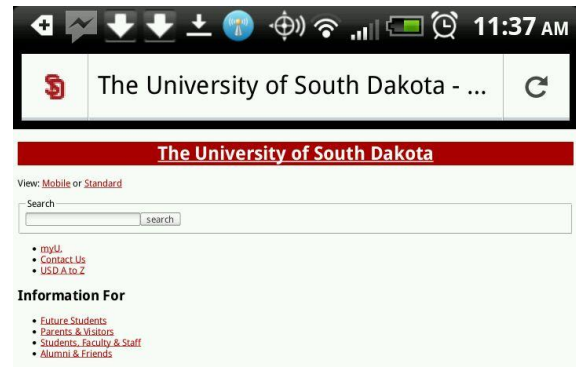 11:37 AM
The University of South Dakota - ...
The University of South Dakota
View: Mobile or Standard
Search
search
myU.
Contact Us
USD A to Z
Information For
Future Students
Parents & Visitors
Students, Faculty & Staff
Alumni & Friends